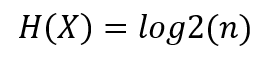 H(X) = log2(n)